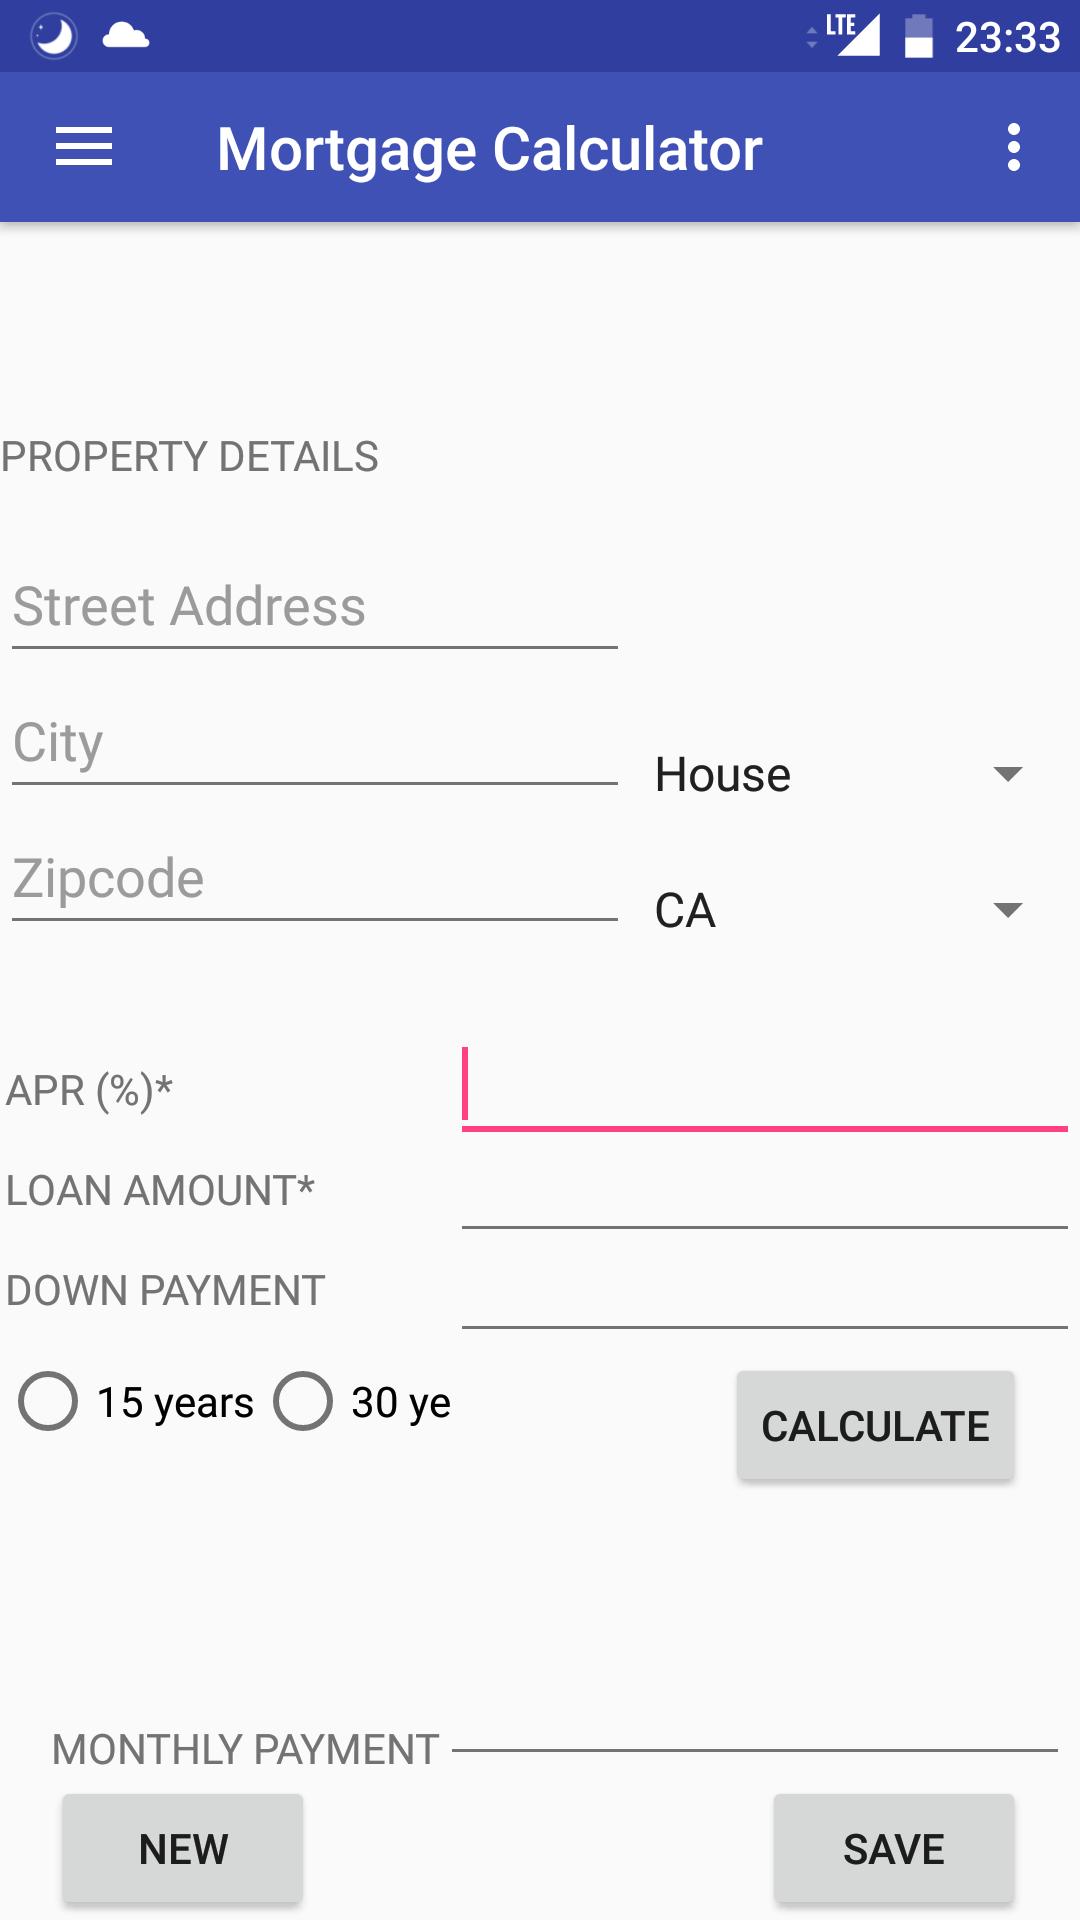 LTE 23:33
Mortgage Calculator
PROPERTY DETAILS
Street Address
City
House
Zipcode
CA
APR (%)*
LOAN AMOUNT*
DOWN PAYMENT
15 years 30 ye
CALCULATE
MONTHLY PAYMENT
NEW SAVE